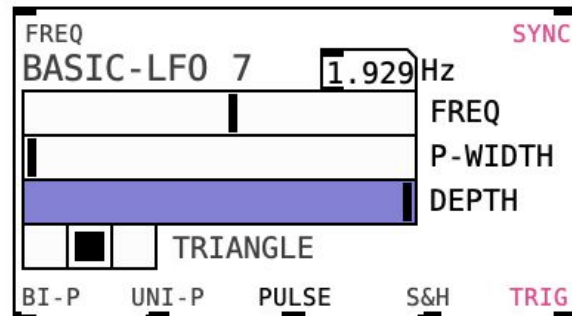 FREQ SYNC
BASIC-LFO 7 1.929 Hz
FREQ
P-WIDTH
DEPTH
TRIANGLE
BI-P UNI-P PULSE S&H TRIG